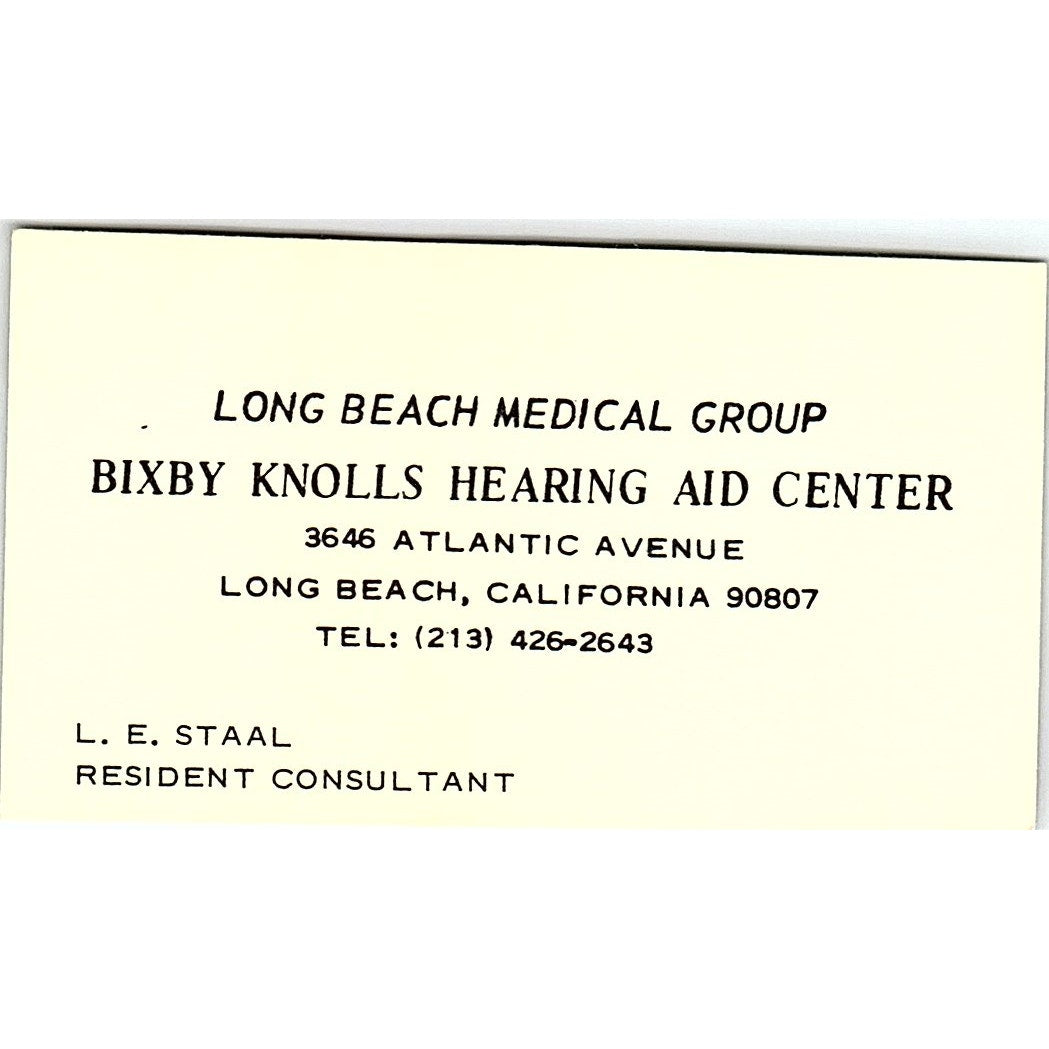 LONG BEACH MEDICAL GROUP
BIXBY KNOLLS HEARING AID CENTER
3646 ATLANTIC AVENUE
LONG BEACH, CALIFORNIA 90807
TEL: (213) 426-2643
L. E. STAAL
RESIDENT CONSULTANT